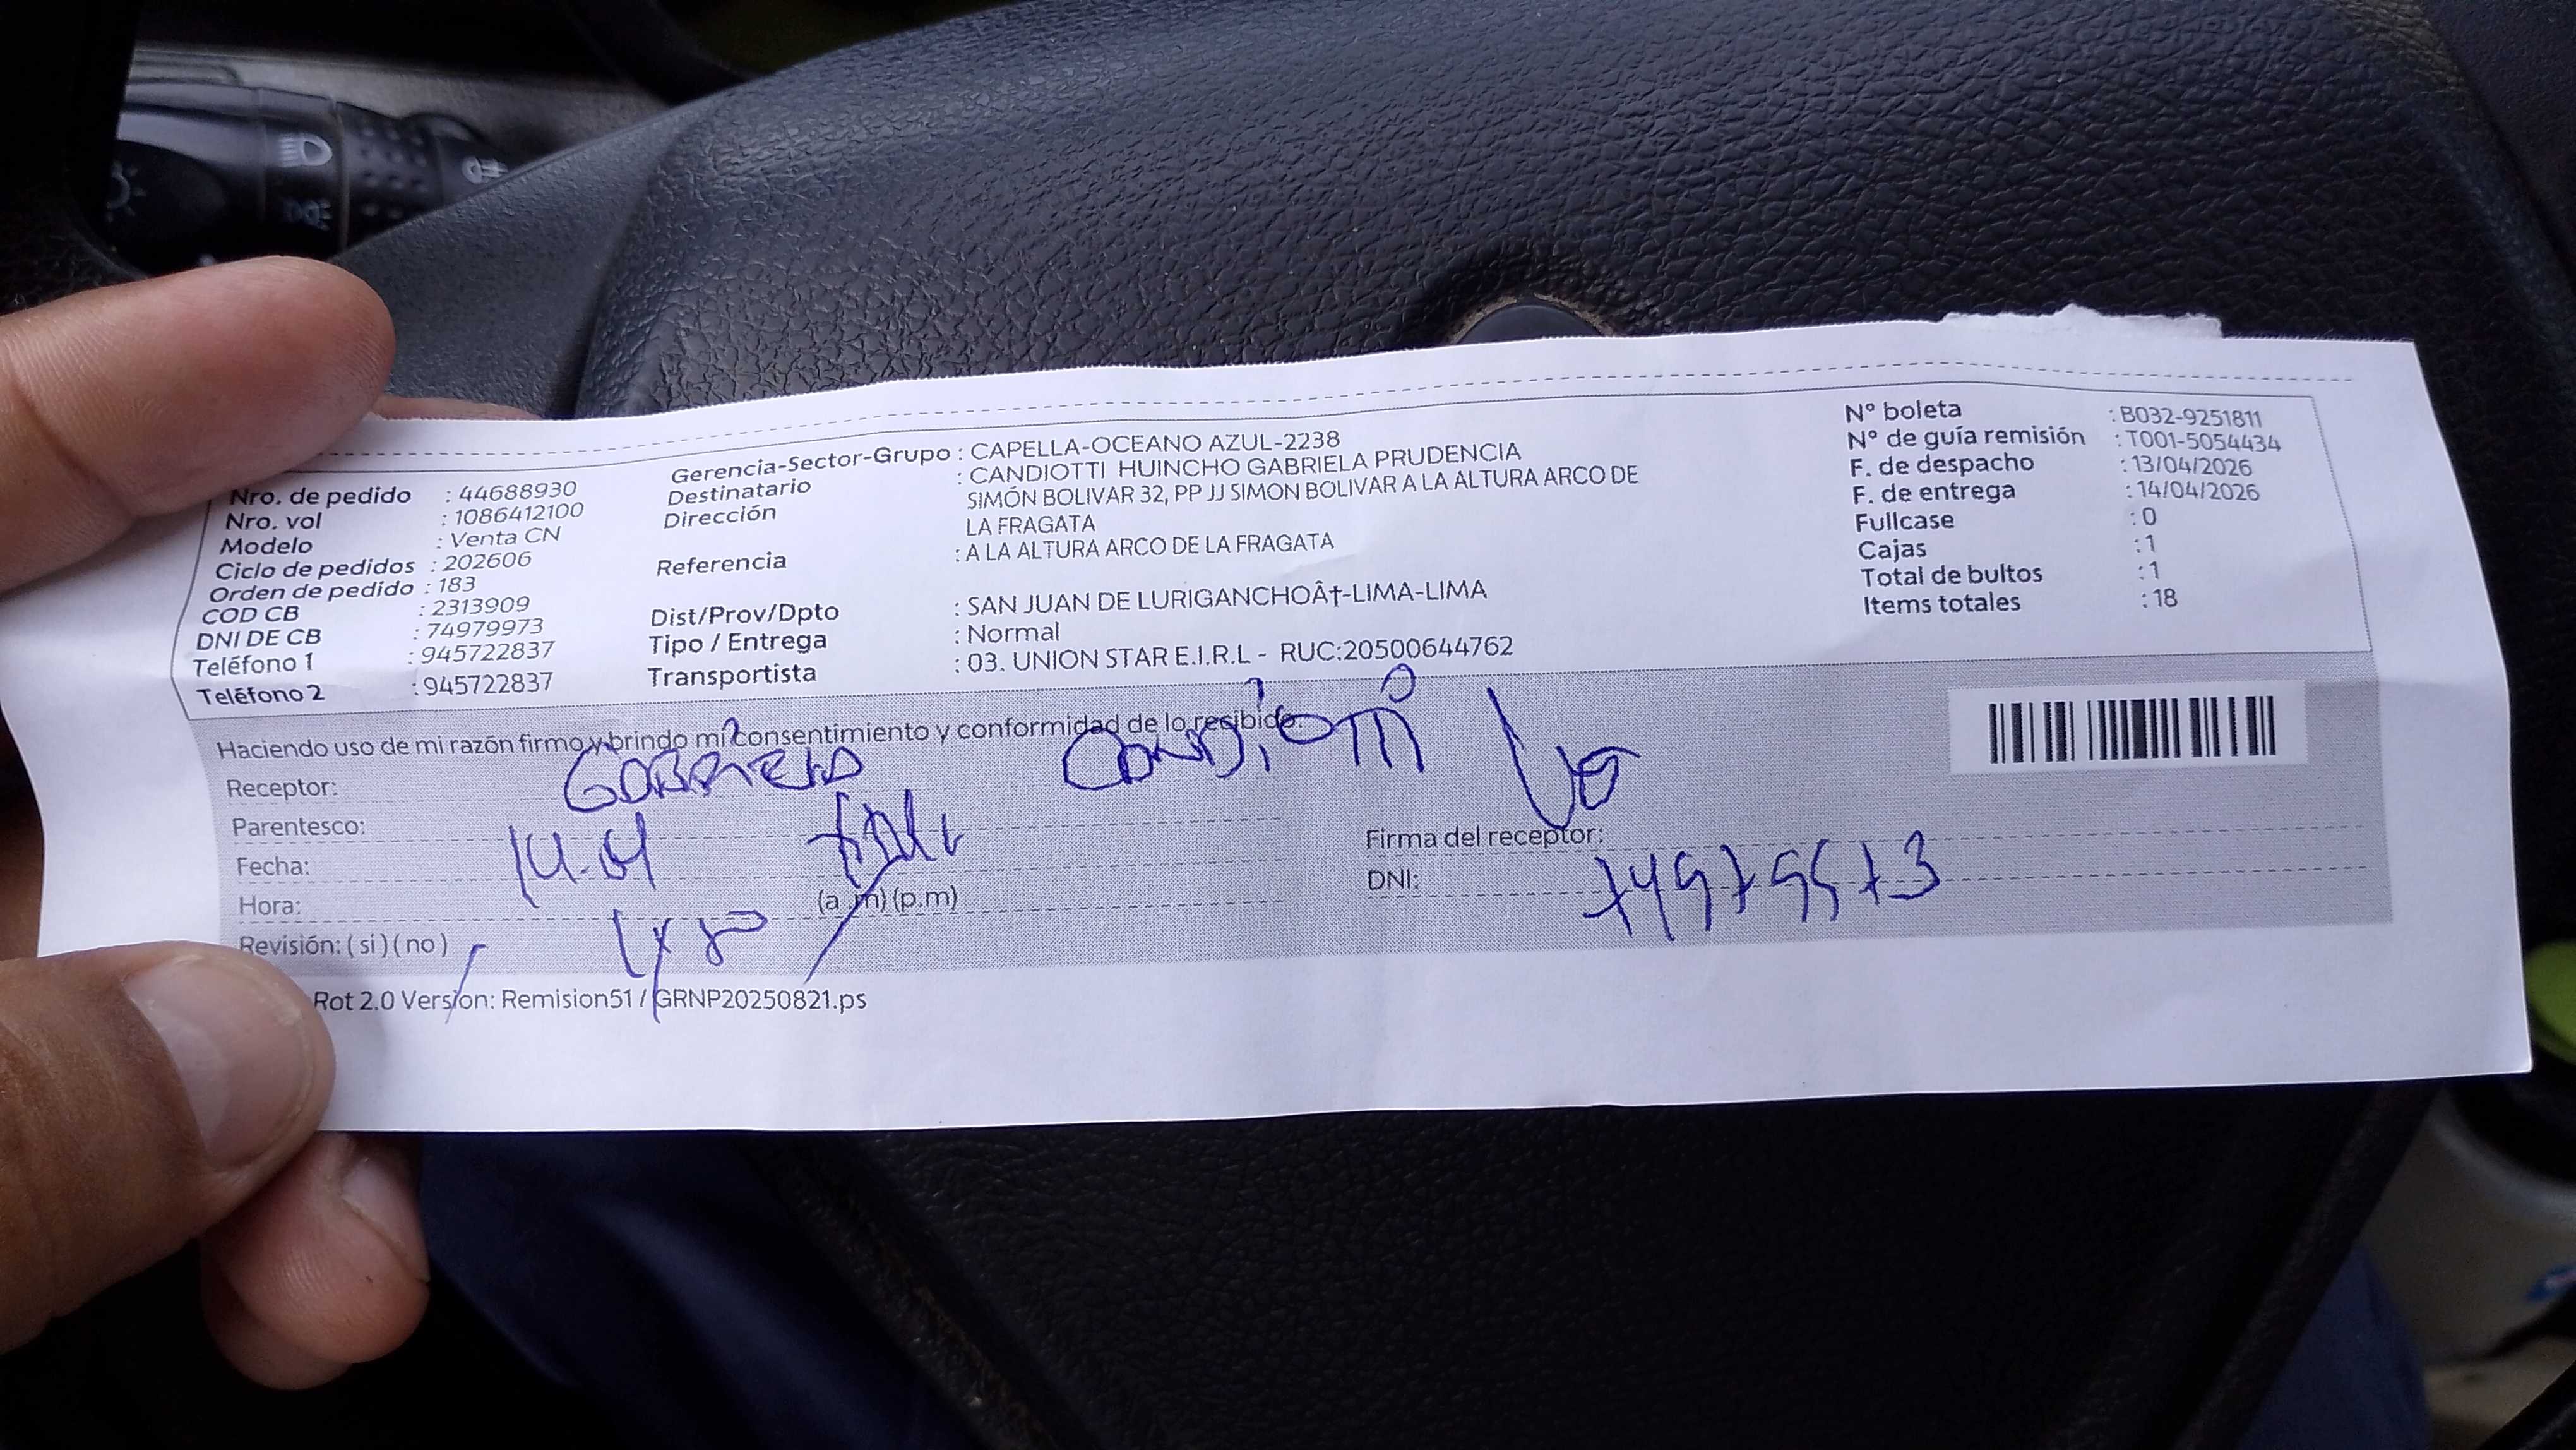 Nro. de pedido : 44688930
Nro. vol : 1086412100
Modelo : Venta CN
Ciclo de pedidos : 202606
Orden de pedido : 183
COD CB : 2313909
DNI DE CB : 74979973
Teléfono 1 : 945722837
Teléfono 2 : 945722837
Gerencia-Sector-Grupo : CAPELLA-OCEANO AZUL-2238
Destinatario : CANDIOTTI HUINCHO GABRIELA PRUDENCIA
Dirección SIMÓN BOLIVAR 32, PP JJ SIMON BOLIVAR A LA ALTURA ARCO DE
LA FRAGATA
Referencia : A LA ALTURA ARCO DE LA FRAGATA
Dist/Prov/Dpto : SAN JUAN DE LURIGANCHOÂ†-LIMA-LIMA
Tipo / Entrega : Normal
Transportista : 03. UNION STAR E.I.R.L - RUC:20500644762
N° boleta : B032-9251811
N° de guía remisión : T001-5054434
F. de despacho : 13/04/2026
F. de entrega : 14/04/2026
Fullcase : 0
Cajas : 1
Total de bultos : 1
Items totales : 18
Haciendo uso de mi razón firmo y brindo mi consentimiento y conformidad de lo recibido.
Receptor: GABRIELA CANDIOTTI
Parentesco:
Fecha: 14.04
Hora: (a.m) (p.m)
Revisión: ( si ) ( no )
Firma del receptor:
DNI: 74979973
Rot 2.0 Version: Remision51 / GRNP20250821.ps